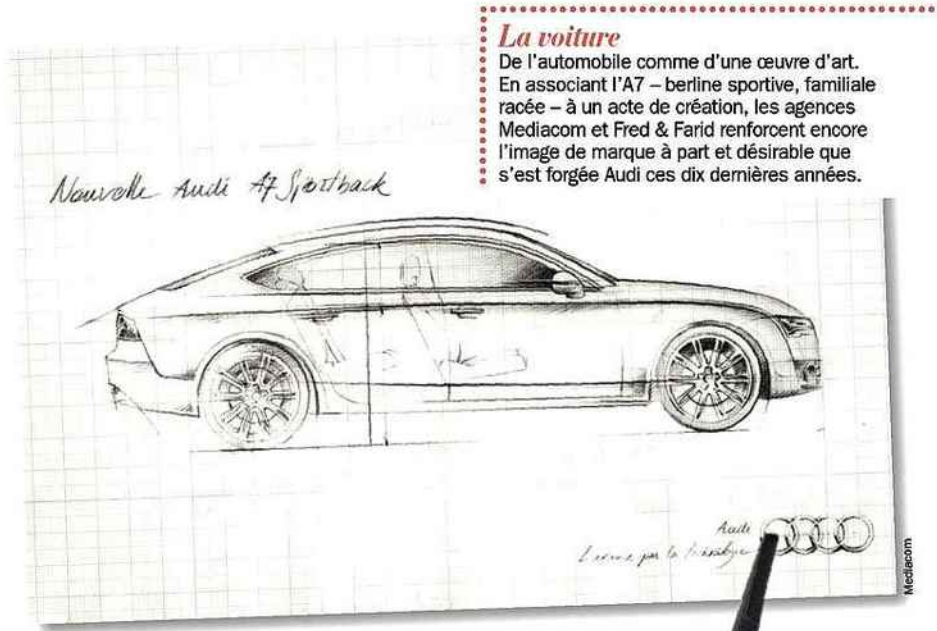 La voiture
De l'automobile comme d'une œuvre d'art.
En associant l'A7 – berline sportive, familiale
racée – à un acte de création, les agences
Mediacom et Fred & Farid renforcent encore
l'image de marque à part et désirable que
s'est forgée Audi ces dix dernières années.
Nouvelle Audi A7 Sportback
Audi
par la
Mediacom